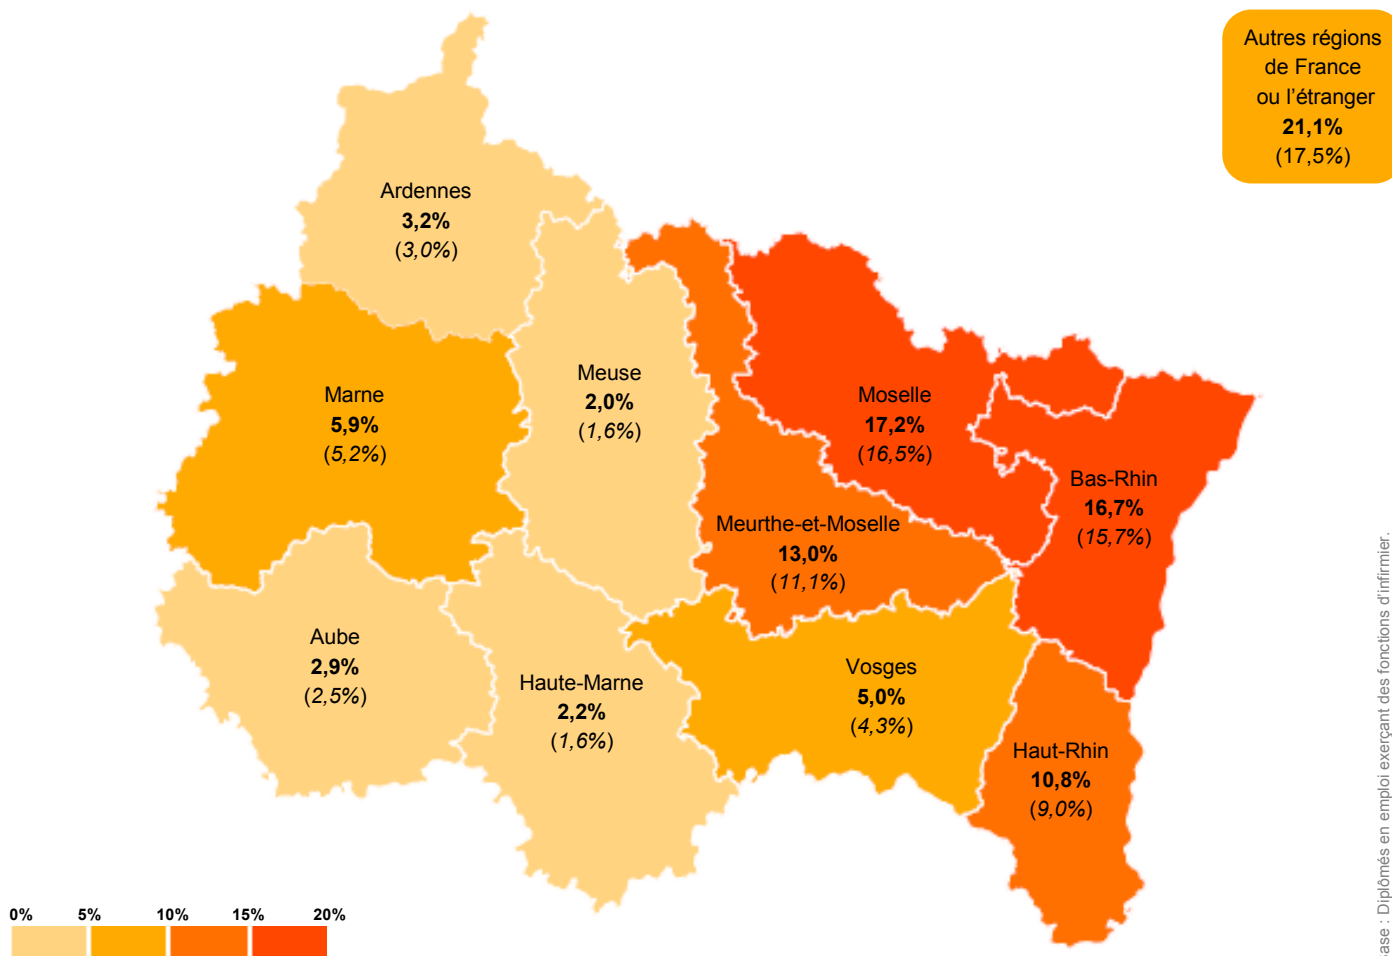 Autres régions
de France
ou l'étranger
21,1%
(17,5%)
Ardennes
3,2%
(3,0%)
Marne
5,9%
(5,2%)
Meuse
2,0%
(1,6%)
Moselle
17,2%
(16,5%)
Bas-Rhin
16,7%
(15,7%)
Meurthe-et-Moselle
13,0%
(11,1%)
Aube
2,9%
(2,5%)
Haute-Marne
2,2%
(1,6%)
Vosges
5,0%
(4,3%)
Haut-Rhin
10,8%
(9,0%)
0% 5% 10% 15% 20%
Base : Diplômés en emploi exerçant des fonctions d'infirmier.